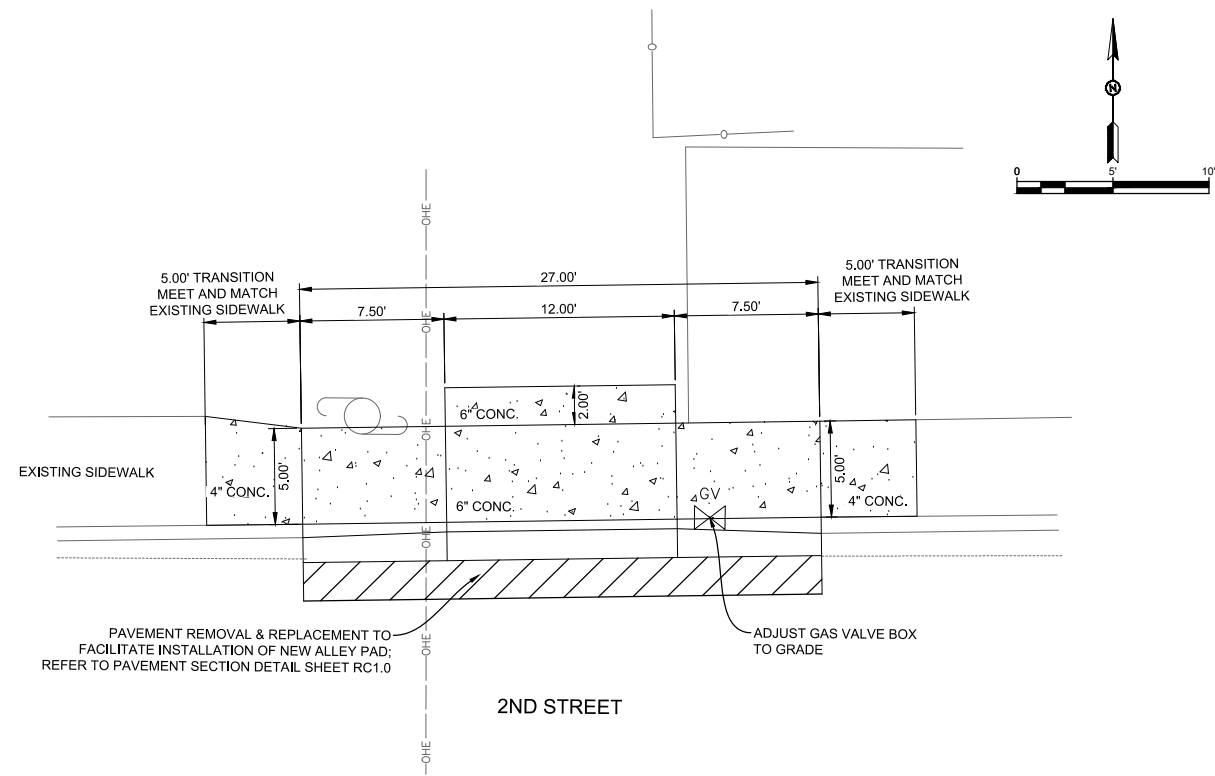 N
0 5' 10'
OHE
OHE
5.00' TRANSITION
MEET AND MATCH
EXISTING SIDEWALK
27.00'
5.00' TRANSITION
MEET AND MATCH
EXISTING SIDEWALK
7.50'
12.00'
7.50'
OHE
6" CONC.
2.00'
OHE
EXISTING SIDEWALK
4" CONC.
5.00'
OHE
6" CONC.
GV
5.00'
4" CONC.
OHE
PAVEMENT REMOVAL & REPLACEMENT TO
FACILITATE INSTALLATION OF NEW ALLEY PAD;
REFER TO PAVEMENT SECTION DETAIL SHEET RC1.0
OHE
ADJUST GAS VALVE BOX
TO GRADE
2ND STREET
OHE